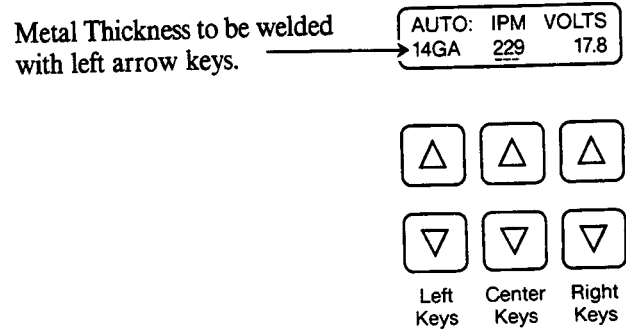 Metal Thickness to be welded
with left arrow keys.
AUTO: IPM VOLTS
14GA 229 17.8
Left Center Right
Keys Keys Keys